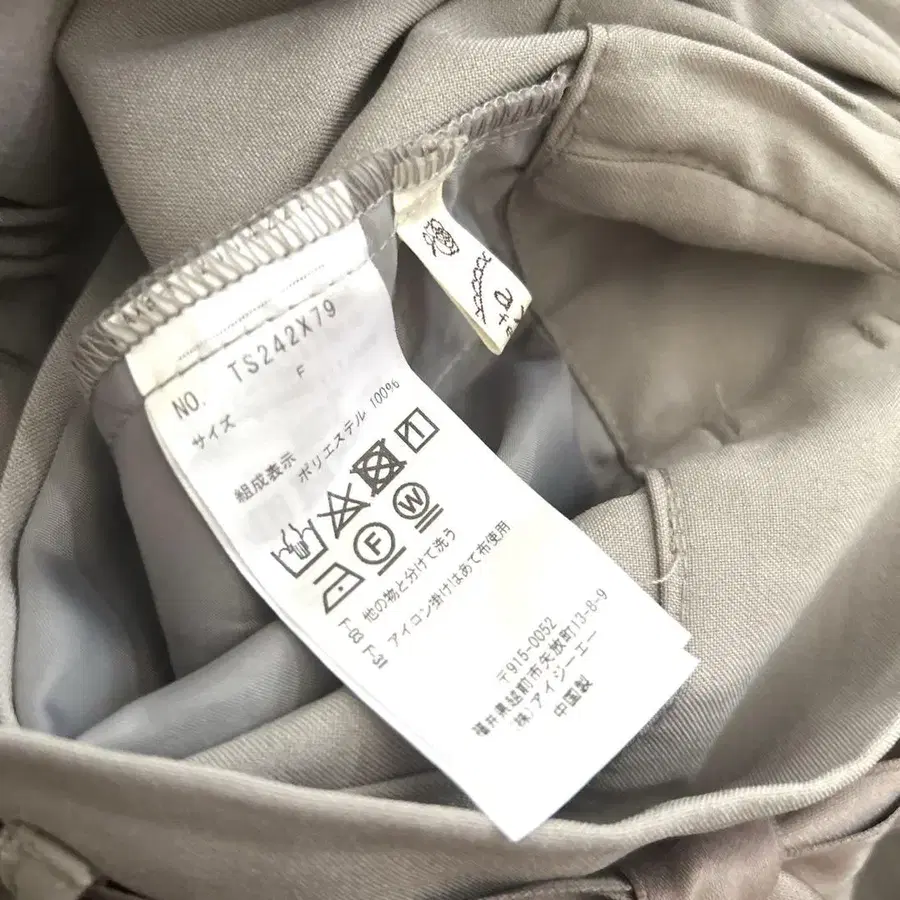 NO. TS242X79
サイズ F
組成表示 ポリエステル 100%
F
W
他の物と分けて洗う
アイロン掛けはあて布使用
F-03 F-01
〒915-0052
福井県越前市矢放町13-8-9
(株)アイジーエー
中国製